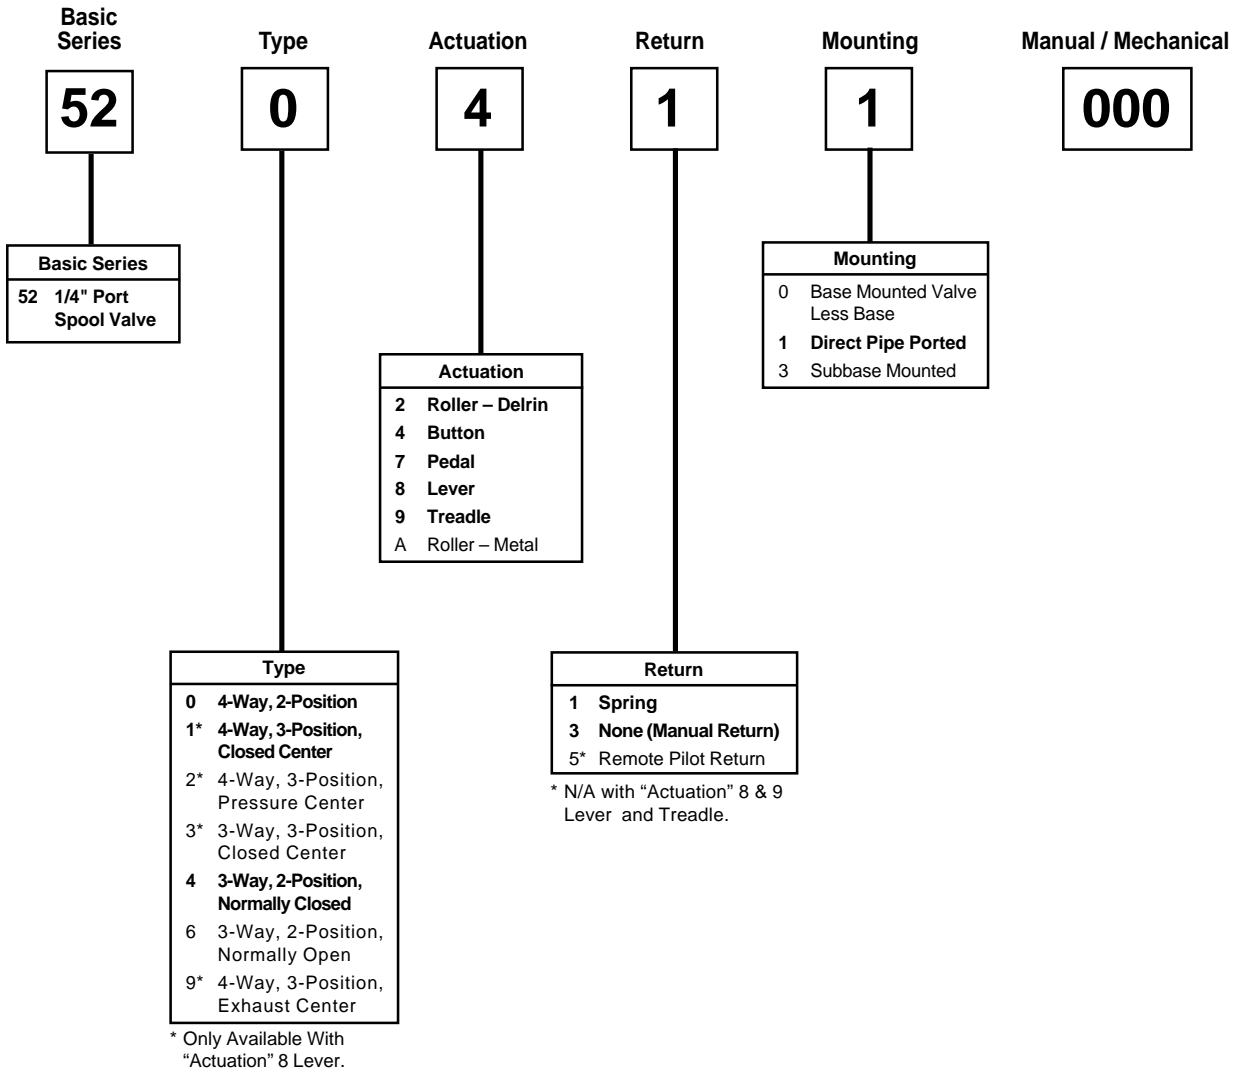 Basic
Series
Type
Actuation
Return
Mounting
Manual / Mechanical
52
0
4
1
1
000
Basic Series
52 1/4" Port
Spool Valve
Mounting
0 Base Mounted Valve
Less Base
1 Direct Pipe Ported
3 Subbase Mounted
Actuation
2 Roller – Delrin
4 Button
7 Pedal
8 Lever
9 Treadle
A Roller – Metal
Type
0 4-Way, 2-Position
1* 4-Way, 3-Position,
Closed Center
2* 4-Way, 3-Position,
Pressure Center
3* 3-Way, 3-Position,
Closed Center
4 3-Way, 2-Position,
Normally Closed
6 3-Way, 2-Position,
Normally Open
9* 4-Way, 3-Position,
Exhaust Center
* Only Available With
“Actuation” 8 Lever.
Return
1 Spring
3 None (Manual Return)
5* Remote Pilot Return
* N/A with “Actuation” 8 & 9
Lever and Treadle.